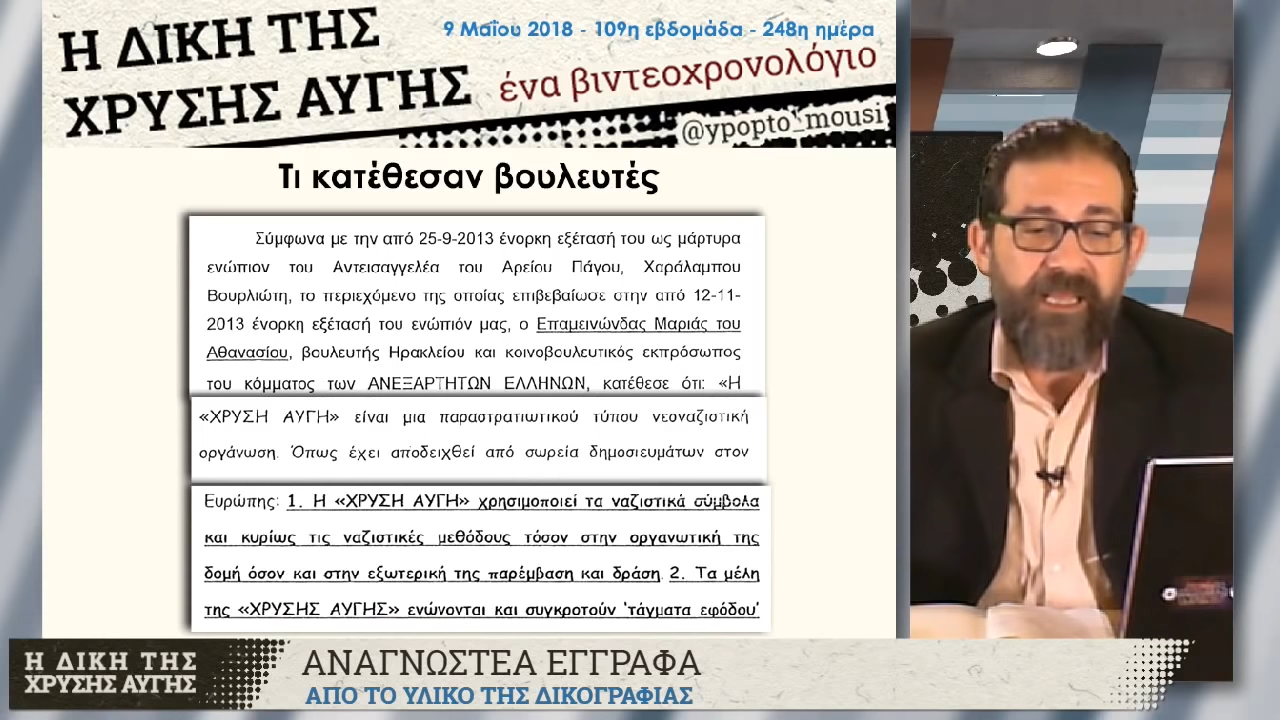 Η ΔΙΚΗ ΤΗΣ
ΧΡΥΣΗΣ ΑΥΓΗΣ
9 Μαΐου 2018 - 109η εβδομάδα - 248η ημέρα
ένα βιντεοχρονολόγιο
@ypopto_mousi
Τι κατέθεσαν βουλευτές
Σύμφωνα με την από 25-9-2013 ένορκη εξέτασή του ως μάρτυρα
ενώπιον του Αντεισαγγελέα του Αρείου Πάγου, Χαράλαμπου
Βουρλιώτη, το περιεχόμενο της οποίας επιβεβαίωσε στην από 12-11-
2013 ένορκη εξέτασή του ενώπιόν μας, ο Επαμεινώνδας Μαριάς του
Αθανασίου, βουλευτής Ηρακλείου και κοινοβουλευτικός εκπρόσωπος
του κόμματος των ΑΝΕΞΑΡΤΗΤΩΝ ΕΛΛΗΝΩΝ, κατέθεσε ότι: «Η
«ΧΡΥΣΗ ΑΥΓΗ» είναι μια παραστρατιωτικού τύπου νεοναζιστική
οργάνωση. Όπως έχει αποδειχθεί από σωρεία δημοσιευμάτων στον
Ευρώπης: 1. Η «ΧΡΥΣΗ ΑΥΓΗ» χρησιμοποιεί τα ναζιστικά σύμβολα
και κυρίως τις ναζιστικές μεθόδους τόσον στην οργανωτική της
δομή όσον και στην εξωτερική της παρέμβαση και δράση. 2. Τα μέλη
της «ΧΡΥΣΗΣ ΑΥΓΗΣ» ενώνονται και συγκροτούν 'τάγματα εφόδου'
Η ΔΙΚΗ ΤΗΣ
ΧΡΥΣΗΣ ΑΥΓΗΣ
ΑΝΑΓΝΩΣΤΕΑ ΕΓΓΡΑΦΑ
ΑΠΟ ΤΟ ΥΛΙΚΟ ΤΗΣ ΔΙΚΟΓΡΑΦΙΑΣ